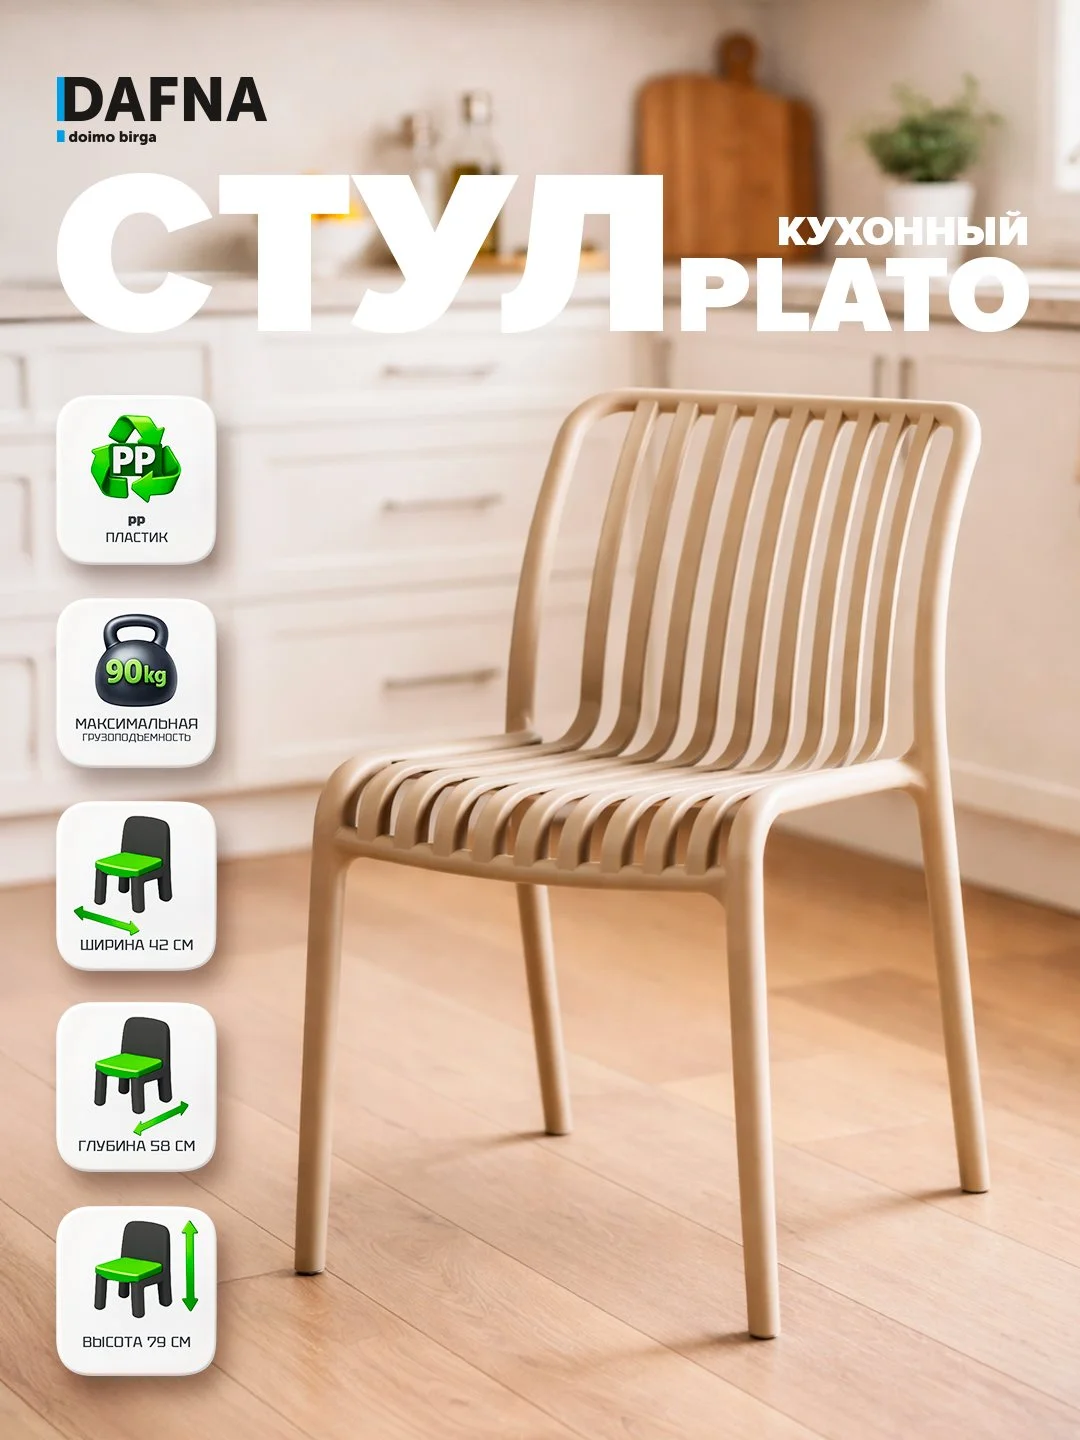 DAFNA
doimo birga
СТУЛ
КУХОННЫЙ
PLATO
PP
PP
ПЛАСТИК
90kg
МАКСИМАЛЬНАЯ
ГРУЗОПОДЪЕМНОСТЬ
ШИРИНА 42 СМ
ГЛУБИНА 58 СМ
ВЫСОТА 79 СМ